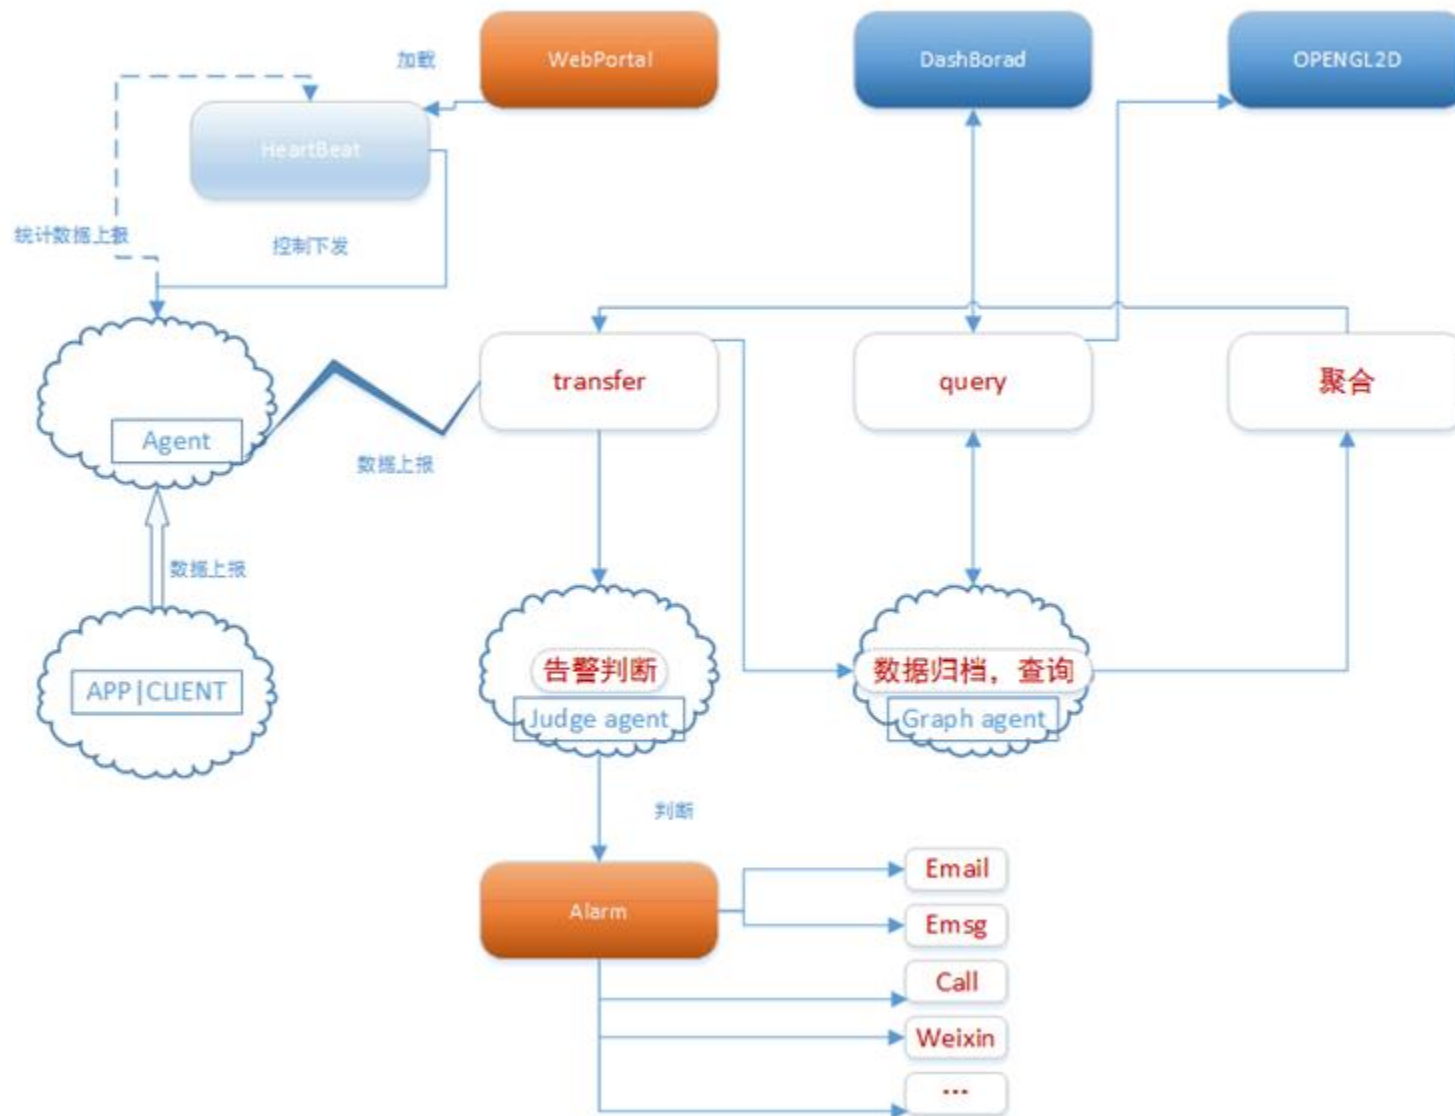 WebPortal
DashBorad
OPENGL2D
加载
HeartBeat
统计数据上报
控制下发
transfer
query
聚合
Agent
数据上报
数据上报
告警判断
数据归档，查询
APP|CLIENT
Judge agent
Graph agent
判断
Email
Alarm
Emsg
Call
Weixin
...